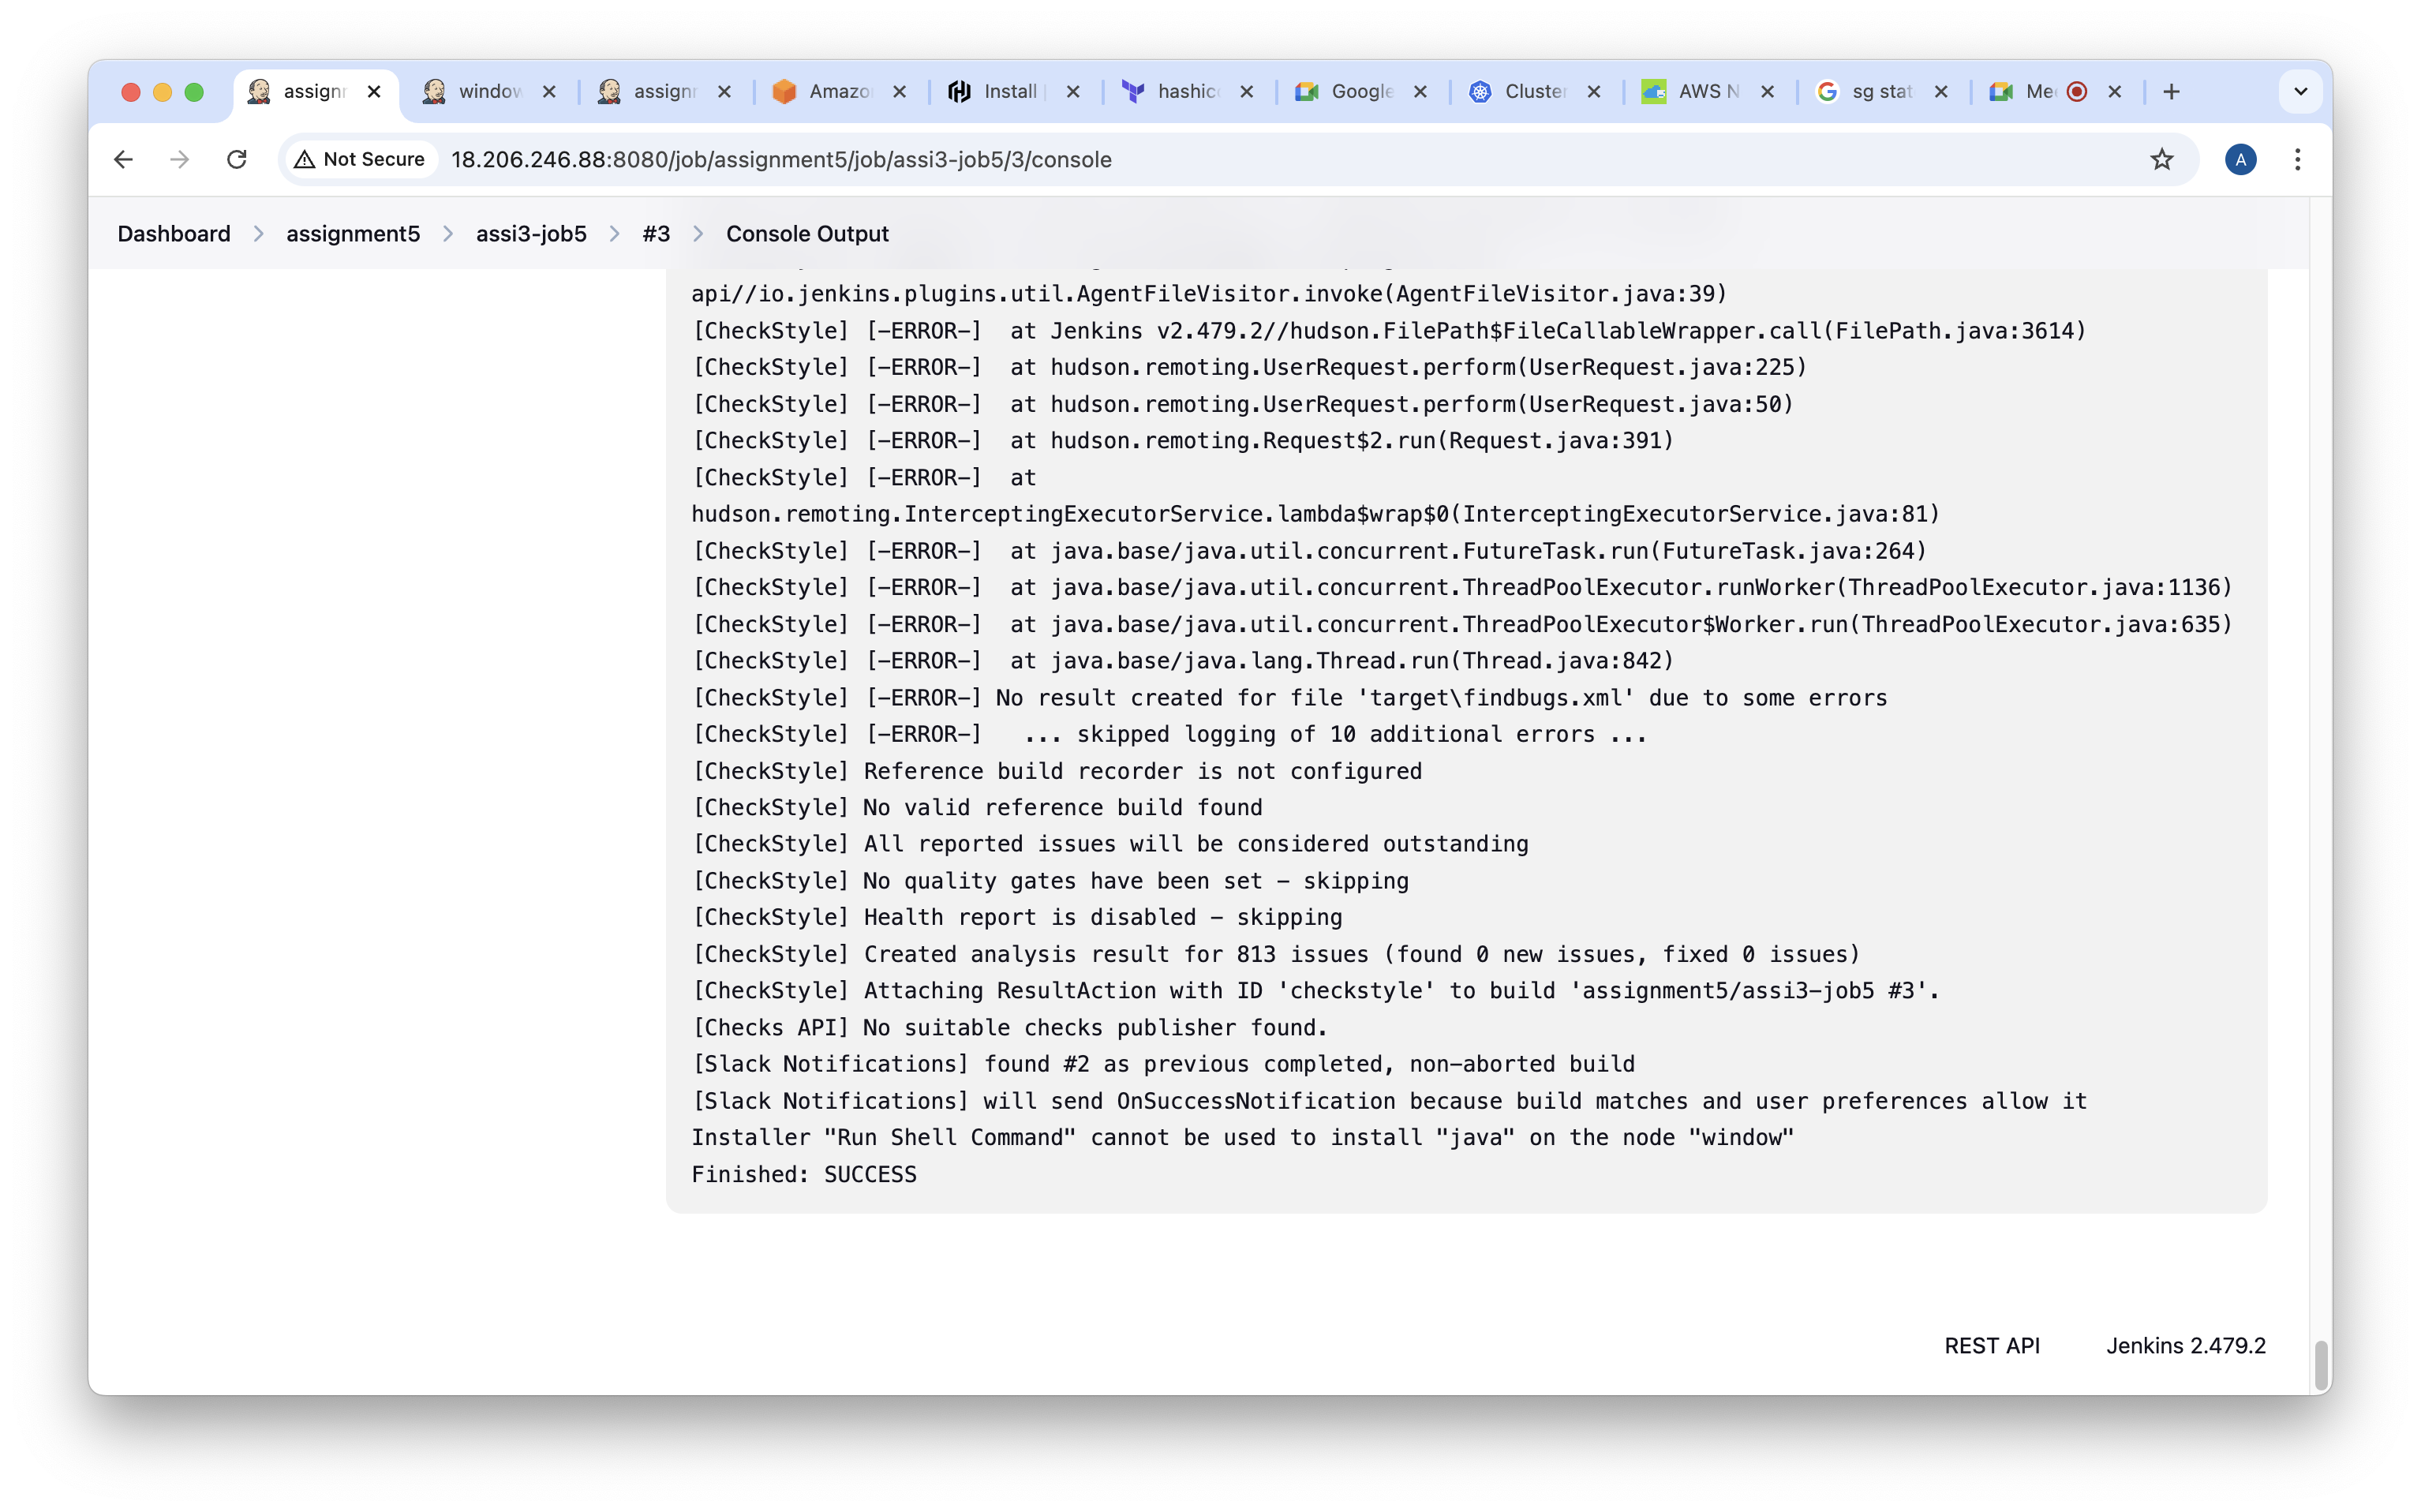 assignr
window
assignr
Amazo
Install
hashic
Google
Cluster
AWS N
sg stat
Me
Not Secure
18.206.246.88:8080/job/assignment5/job/assi3-job5/3/console
A
Dashboard > assignment5 > assi3-job5 > #3 > Console Output
api//io.jenkins.plugins.util.AgentFileVisitor.invoke(AgentFileVisitor.java:39)
[CheckStyle] [-ERROR-]  at Jenkins v2.479.2//hudson.FilePath$FileCallableWrapper.call(FilePath.java:3614)
[CheckStyle] [-ERROR-]  at hudson.remoting.UserRequest.perform(UserRequest.java:225)
[CheckStyle] [-ERROR-]  at hudson.remoting.UserRequest.perform(UserRequest.java:50)
[CheckStyle] [-ERROR-]  at hudson.remoting.Request$2.run(Request.java:391)
[CheckStyle] [-ERROR-]  at
hudson.remoting.InterceptingExecutorService.lambda$wrap$0(InterceptingExecutorService.java:81)
[CheckStyle] [-ERROR-]  at java.base/java.util.concurrent.FutureTask.run(FutureTask.java:264)
[CheckStyle] [-ERROR-]  at java.base/java.util.concurrent.ThreadPoolExecutor.runWorker(ThreadPoolExecutor.java:1136)
[CheckStyle] [-ERROR-]  at java.base/java.util.concurrent.ThreadPoolExecutor$Worker.run(ThreadPoolExecutor.java:635)
[CheckStyle] [-ERROR-]  at java.base/java.lang.Thread.run(Thread.java:842)
[CheckStyle] [-ERROR-] No result created for file 'target\findbugs.xml' due to some errors
[CheckStyle] [-ERROR-]   ... skipped logging of 10 additional errors ...
[CheckStyle] Reference build recorder is not configured
[CheckStyle] No valid reference build found
[CheckStyle] All reported issues will be considered outstanding
[CheckStyle] No quality gates have been set - skipping
[CheckStyle] Health report is disabled - skipping
[CheckStyle] Created analysis result for 813 issues (found 0 new issues, fixed 0 issues)
[CheckStyle] Attaching ResultAction with ID 'checkstyle' to build 'assignment5/assi3-job5 #3'.
[Checks API] No suitable checks publisher found.
[Slack Notifications] found #2 as previous completed, non-aborted build
[Slack Notifications] will send OnSuccessNotification because build matches and user preferences allow it
Installer "Run Shell Command" cannot be used to install "java" on the node "window"
Finished: SUCCESS
REST API
Jenkins 2.479.2